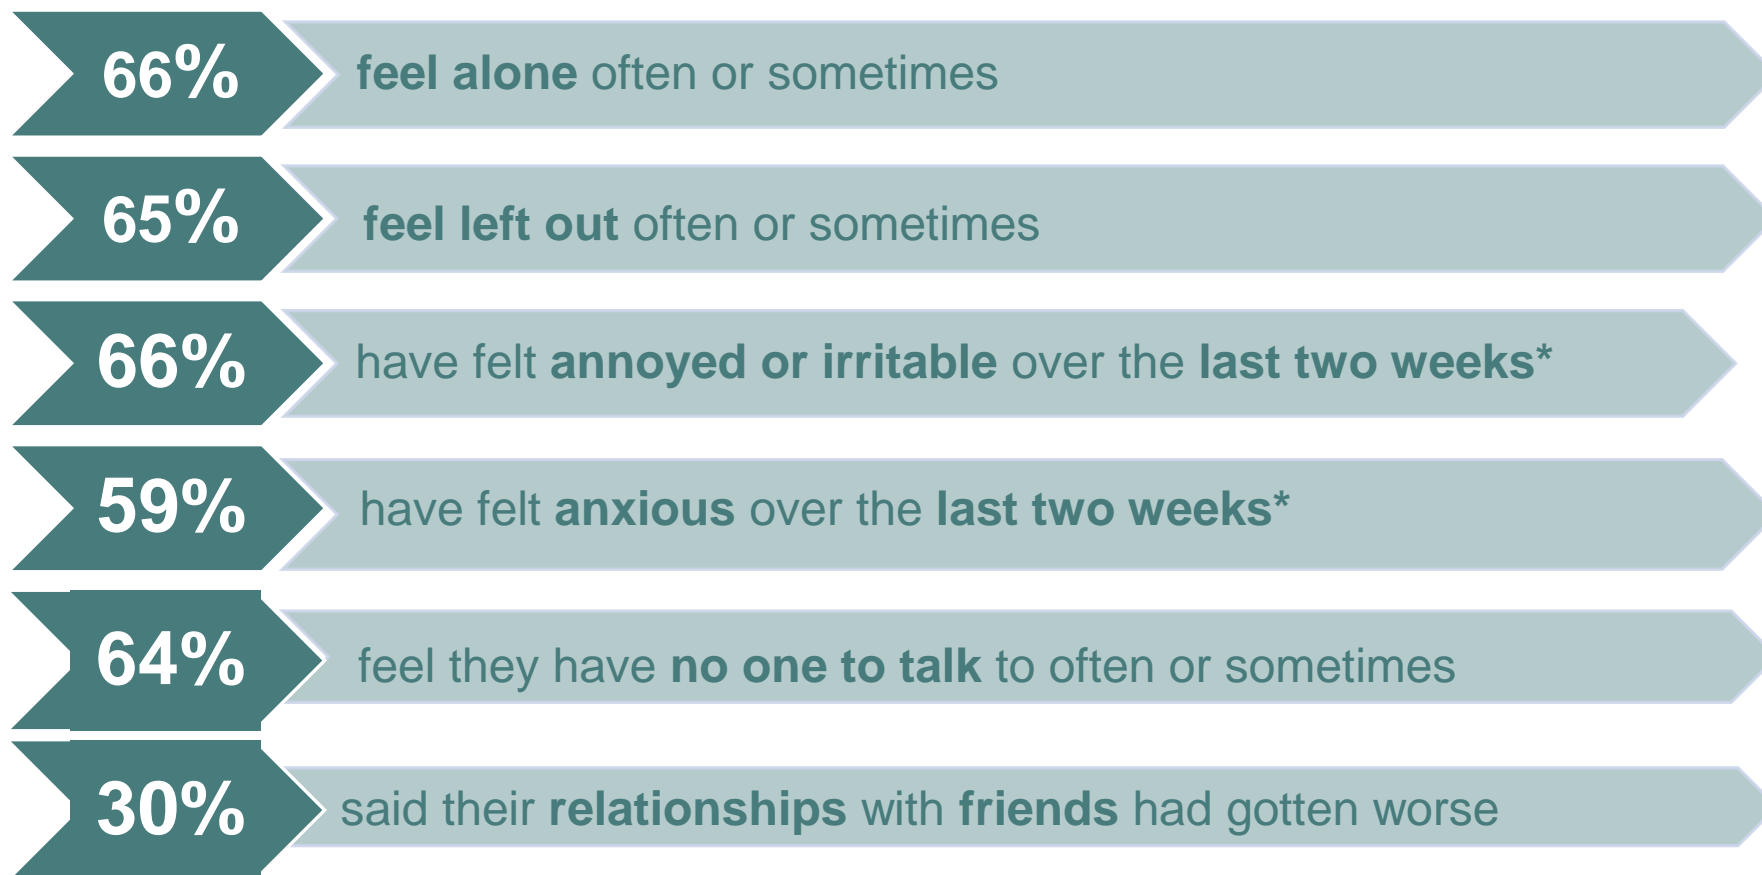 66% feel alone often or sometimes
65% feel left out often or sometimes
66% have felt annoyed or irritable over the last two weeks*
59% have felt anxious over the last two weeks*
64% feel they have no one to talk to often or sometimes
30% said their relationships with friends had gotten worse